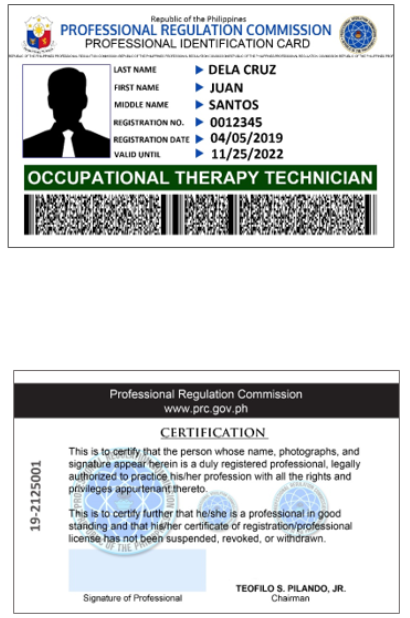 Republic of the Philippines
PROFESSIONAL REGULATION COMMISSION
PROFESSIONAL IDENTIFICATION CARD
LAST NAME DELA CRUZ
FIRST NAME JUAN
MIDDLE NAME SANTOS
REGISTRATION NO. 0012345
REGISTRATION DATE 04/05/2019
VALID UNTIL 11/25/2022
OCCUPATIONAL THERAPY TECHNICIAN
Professional Regulation Commission
www.prc.gov.ph
CERTIFICATION
19-2125001
This is to certify that the person whose name, photographs, and
signature appear herein is a duly registered professional, legally
authorized to practice his/her profession with all the rights and
privileges appurtenant thereto.
This is to certify further that he/she is a professional in good
standing and that his/her certificate of registration/professional
license has not been suspended, revoked, or withdrawn.
Signature of Professional
TEOFILO S. PILANDO, JR.
Chairman